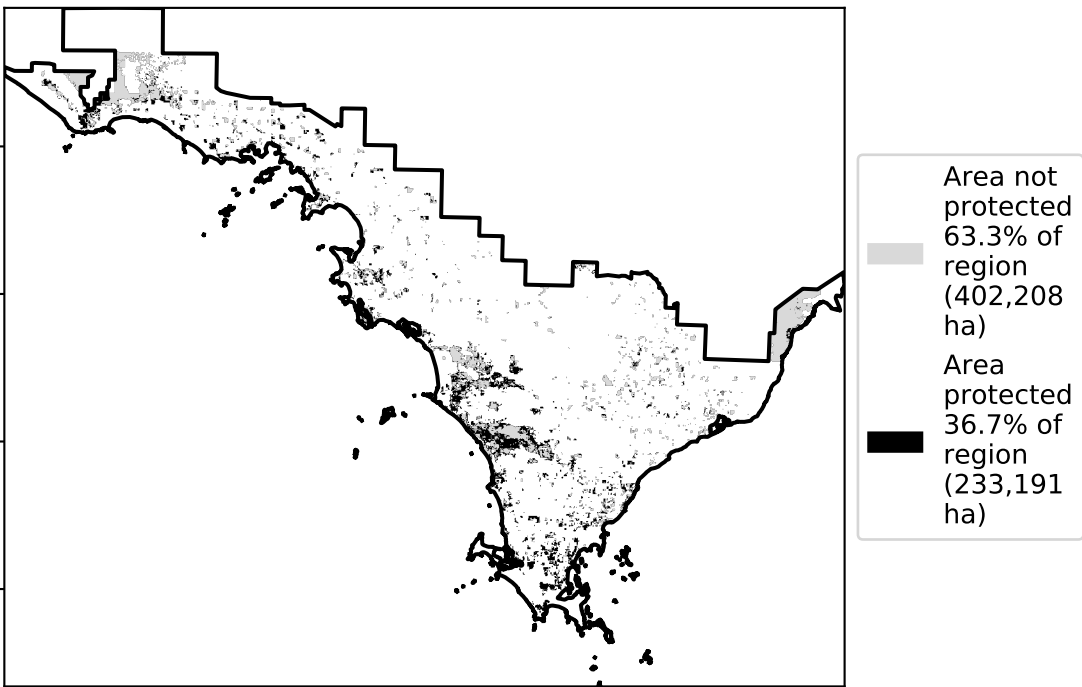 Area not
protected
63.3% of
region
(402,208
ha)
Area
protected
36.7% of
region
(233,191
ha)